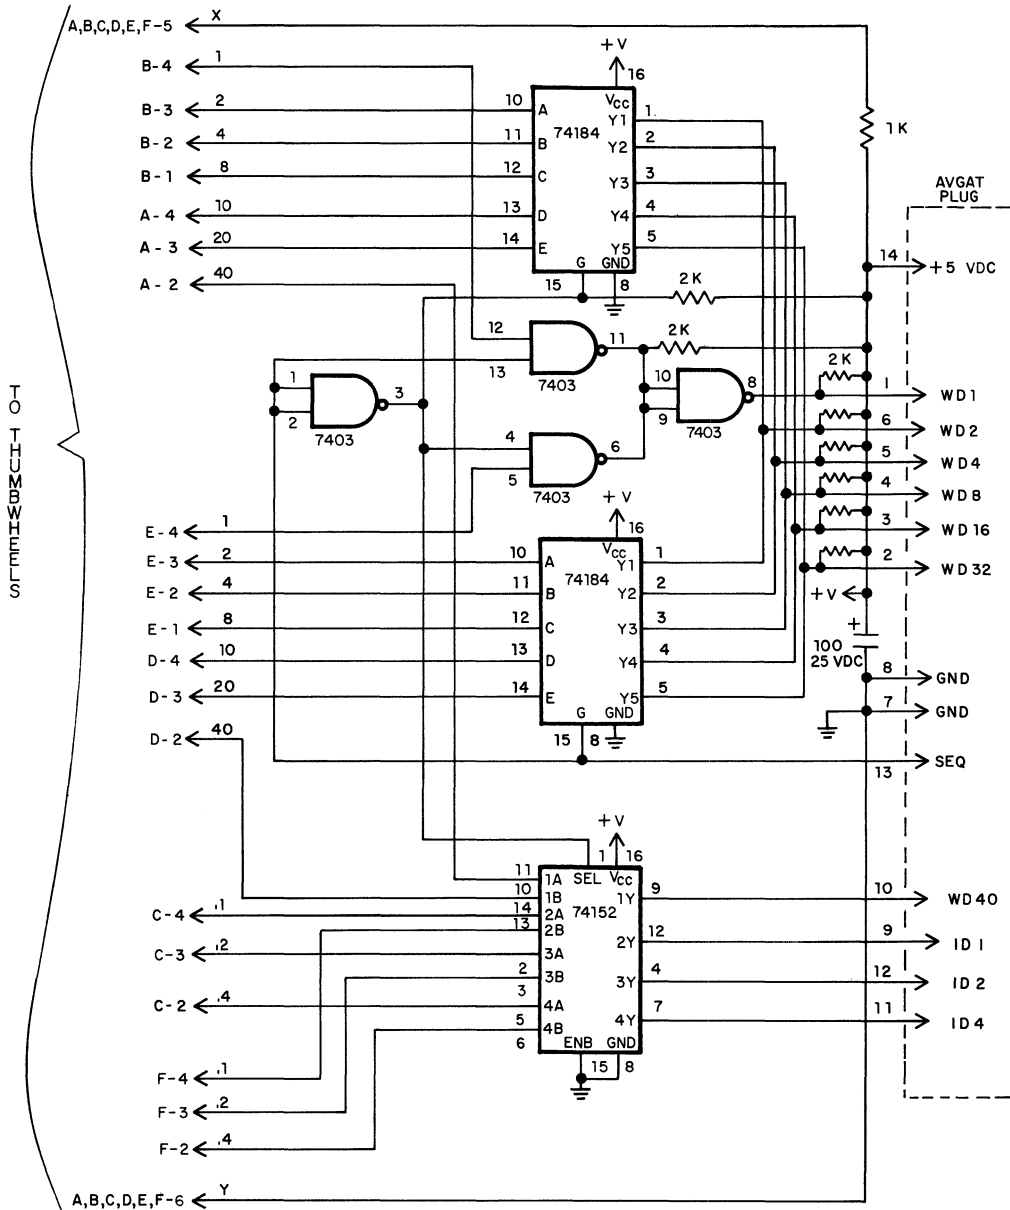 A,B,C,D,E,F-5 X
B-4 1
B-3 2
B-2 4
B-1 8
A-4 10
A-3 20
A-2 40
+V
16
VCC
74184
10 A
11 B
12 C
13 D
14 E
Y1 1
Y2 2
Y3 3
Y4 4
Y5 5
G GND
15 8
1K
AVGAT
PLUG
14 +5 VDC
2K
2K
2K
12
13
11
7403
1
2
3
7403
10
9
8
7403
4
5
6
7403
1 WD1
6 WD2
5 WD4
4 WD8
3 WD16
2 WD32
+V
+
100
25 VDC
8 GND
7 GND
13 SEQ
TO THUMBWHEELS
E-4 1
E-3 2
E-2 4
E-1 8
D-4 10
D-3 20
D-2 40
+V
16
VCC
74184
10 A
11 B
12 C
13 D
14 E
Y1 1
Y2 2
Y3 3
Y4 4
Y5 5
G GND
15 8
+V
1 16
SEL VCC
74152
11 1A
10 1B
14 2A
13 2B
3A
2 3B
3 4A
5 4B
6
1Y 9
2Y 12
3Y 4
4Y 7
ENB GND
15 8
10 WD40
9 ID1
12 ID2
11 ID4
C-4 .1
C-3 .2
C-2 .4
F-4 .1
F-3 .2
F-2 .4
A,B,C,D,E,F-6 Y